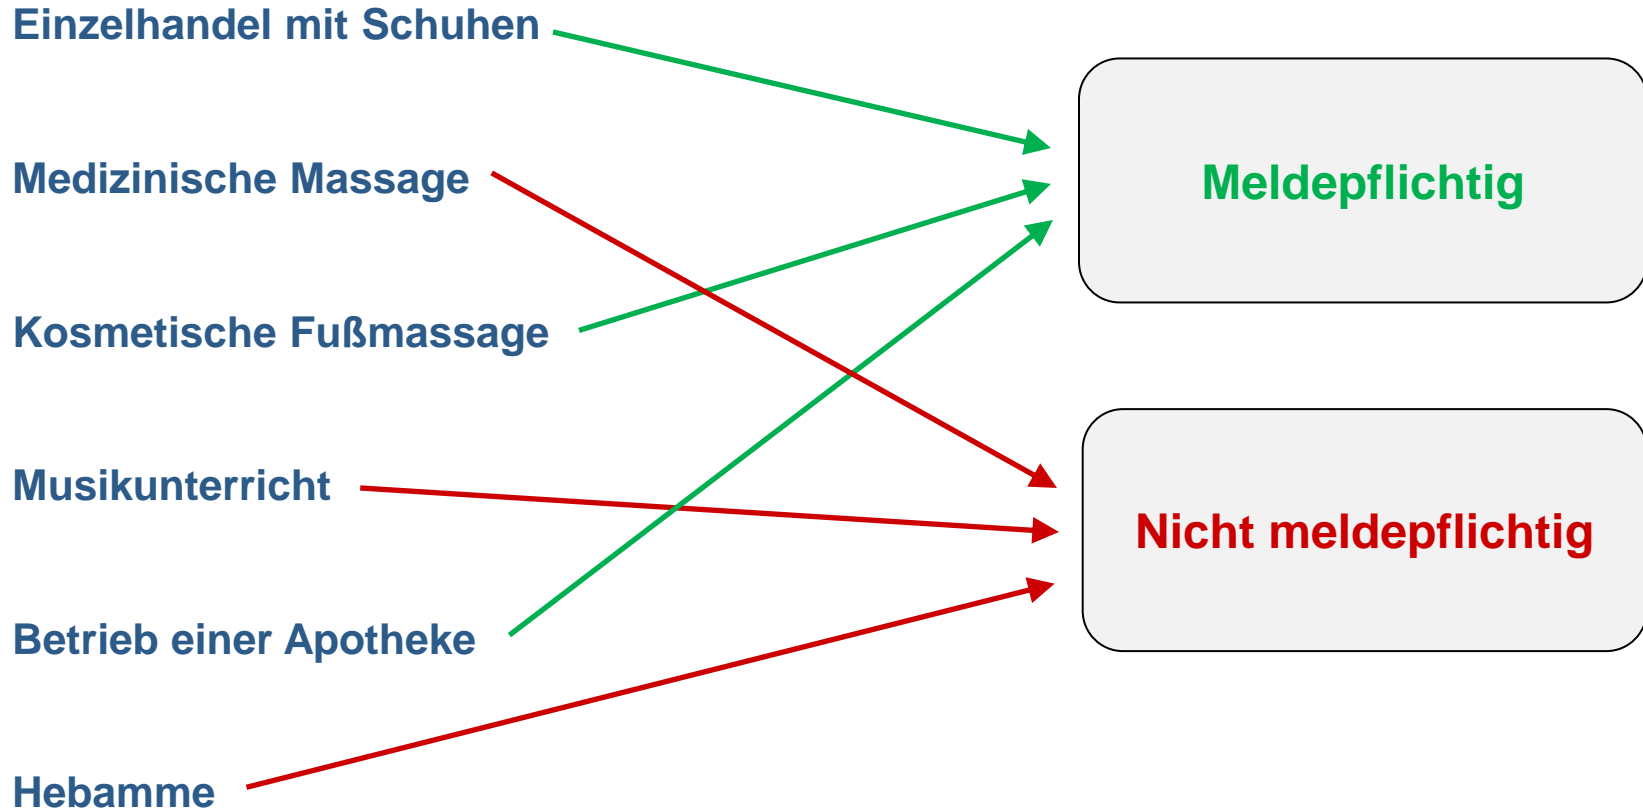 Einzelhandel mit Schuhen
Medizinische Massage
Kosmetische Fußmassage
Musikunterricht
Betrieb einer Apotheke
Hebamme
Meldepflichtig
Nicht meldepflichtig